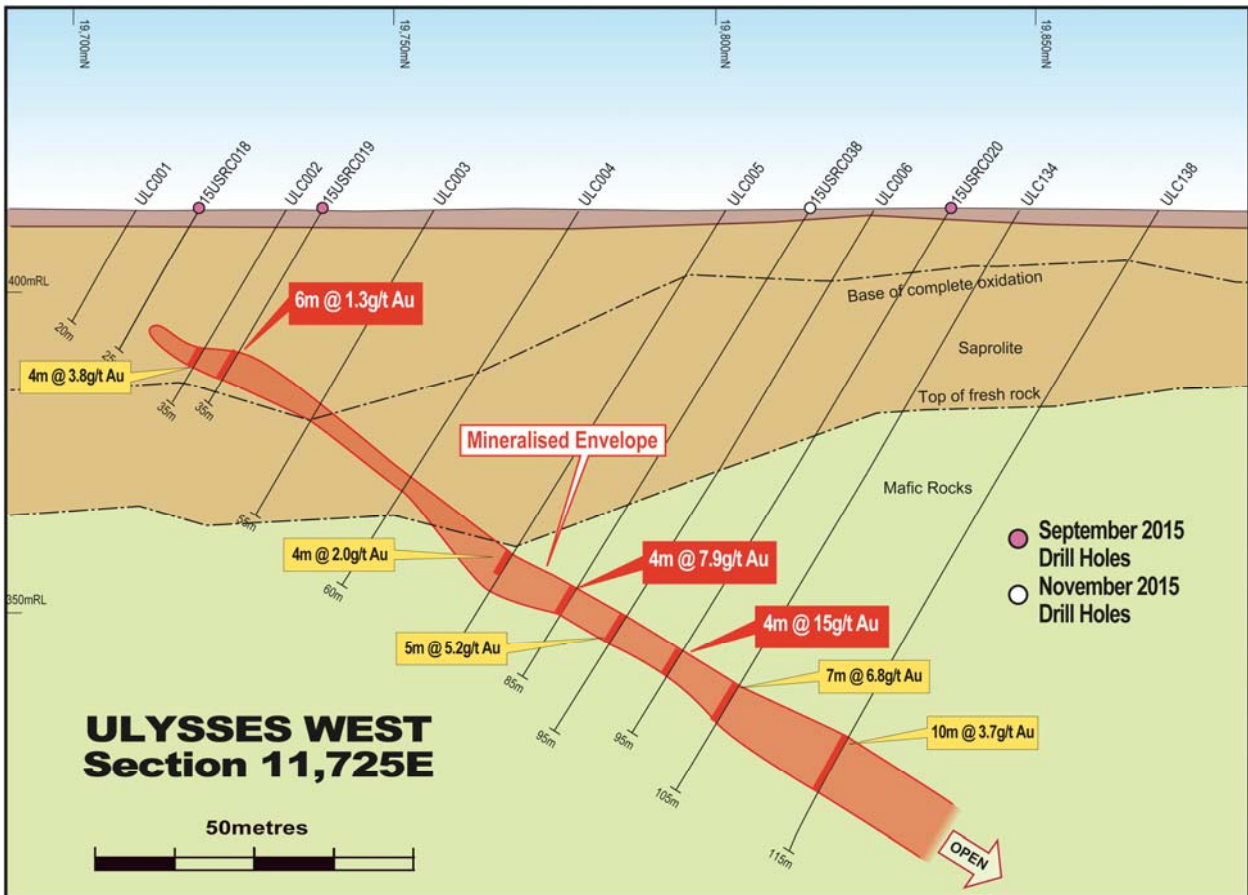 19,700mN
19,750mN
19,800mN
19,850mN
ULC001
15USRC018
ULC002
15USRC019
ULC003
ULC004
ULC005
15USRC038
ULC006
15USRC020
ULC134
ULC138
400mRL
Base of complete oxidation
6m @ 1.3g/t Au
20m
25
Saprolite
4m @ 3.8g/t Au
35m
35m
Top of fresh rock
Mineralised Envelope
Mafic Rocks
55m
September 2015
Drill Holes
4m @ 2.0g/t Au
4m @ 7.9g/t Au
60m
November 2015
Drill Holes
350mRL
4m @ 15g/t Au
5m @ 5.2g/t Au
85m
7m @ 6.8g/t Au
95m
95m
10m @ 3.7g/t Au
ULYSSES WEST
Section 11,725E
105m
50metres
115m
OPEN